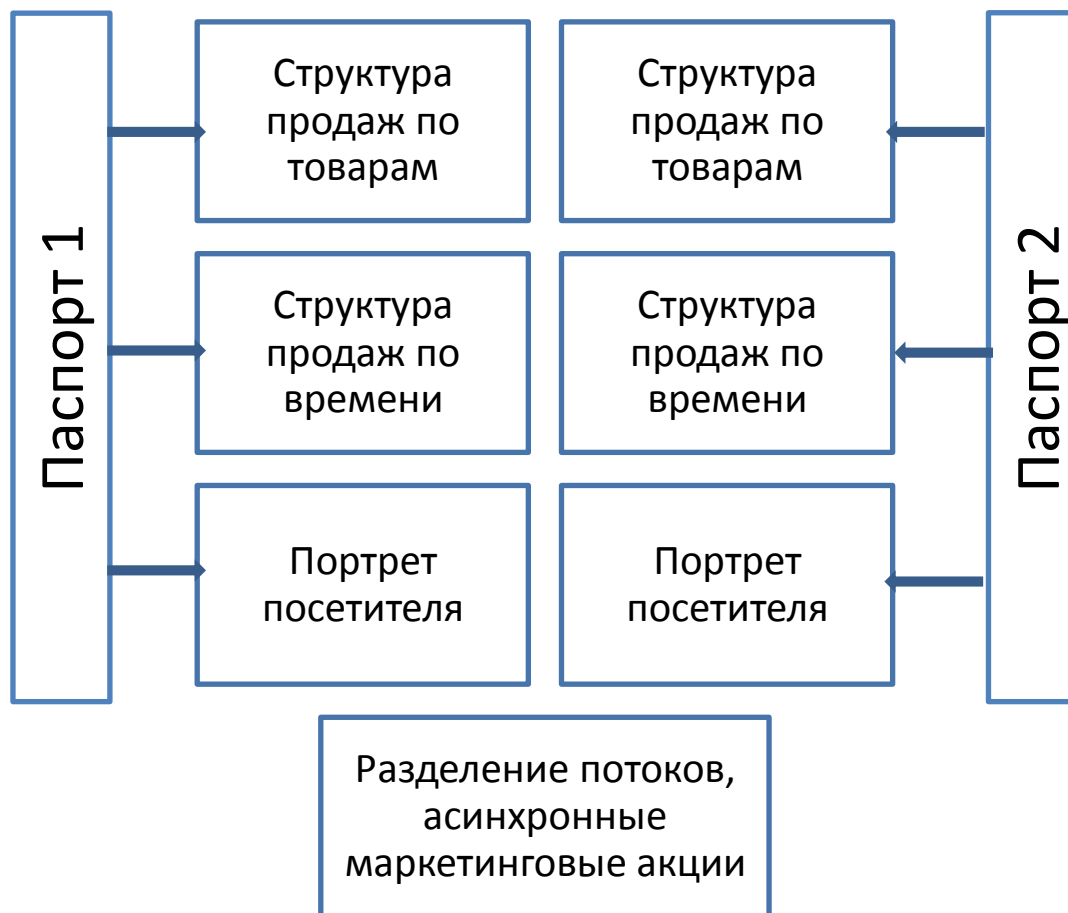 Паспорт 1
Структура
продаж по
товарам
Структура
продаж по
товарам
Структура
продаж по
времени
Структура
продаж по
времени
Портрет
посетителя
Портрет
посетителя
Паспорт 2
Разделение потоков,
асинхронные
маркетинговые акции